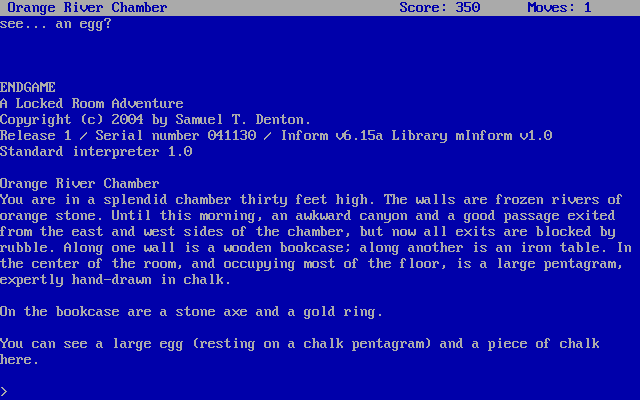 Orange River Chamber Score: 350 Moves: 1
see... an egg?
ENDGAME
A Locked Room Adventure
Copyright (c) 2004 by Samuel T. Denton.
Release 1 / Serial number 041130 / Inform v6.15a Library mInform v1.0
Standard interpreter 1.0
Orange River Chamber
You are in a splendid chamber thirty feet high. The walls are frozen rivers of
orange stone. Until this morning, an awkward canyon and a good passage exited
from the east and west sides of the chamber, but now all exits are blocked by
rubble. Along one wall is a wooden bookcase; along another is an iron table. In
the center of the room, and occupying most of the floor, is a large pentagram,
expertly hand-drawn in chalk.
On the bookcase are a stone axe and a gold ring.
You can see a large egg (resting on a chalk pentagram) and a piece of chalk
here.
>